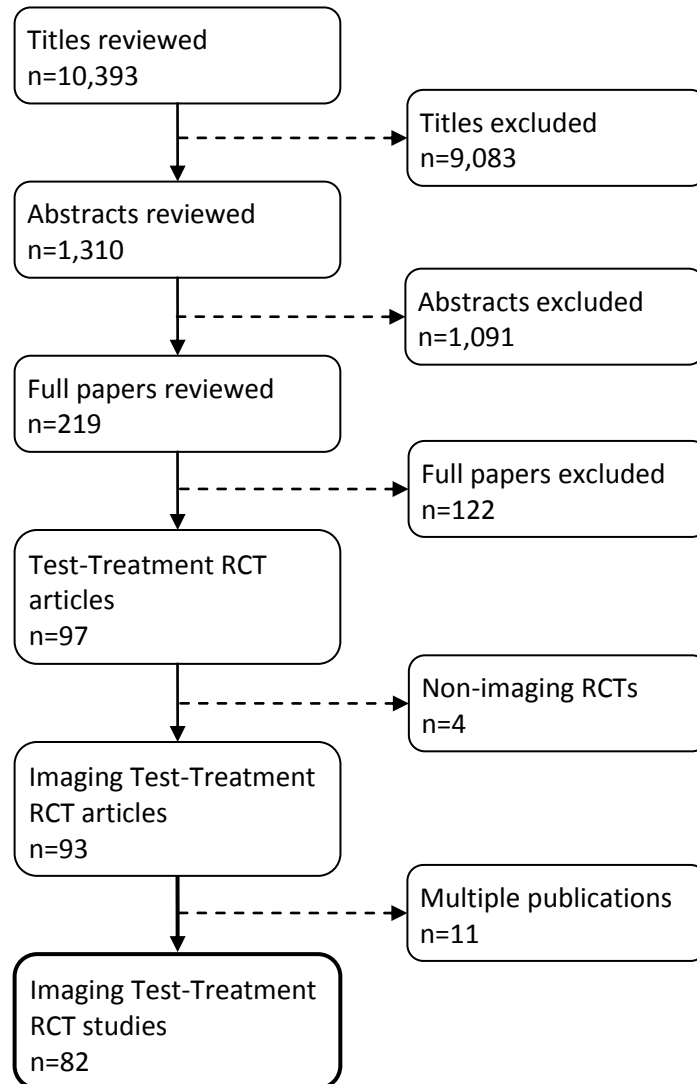 Titles reviewed
n=10,393
Titles excluded
n=9,083
Abstracts reviewed
n=1,310
Abstracts excluded
n=1,091
Full papers reviewed
n=219
Full papers excluded
n=122
Test-Treatment RCT
articles
n=97
Non-imaging RCTs
n=4
Imaging Test-Treatment
RCT articles
n=93
Multiple publications
n=11
Imaging Test-Treatment
RCT studies
n=82